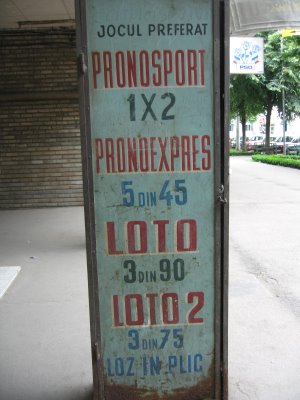 JOCUL PREFERAT
PRONOSPORT
1X2
PRONOEXPRES
5 DIN 45
LOTO
3 DIN 90
LOTO 2
3 DIN 75
LOZ IN PLIC
PSD